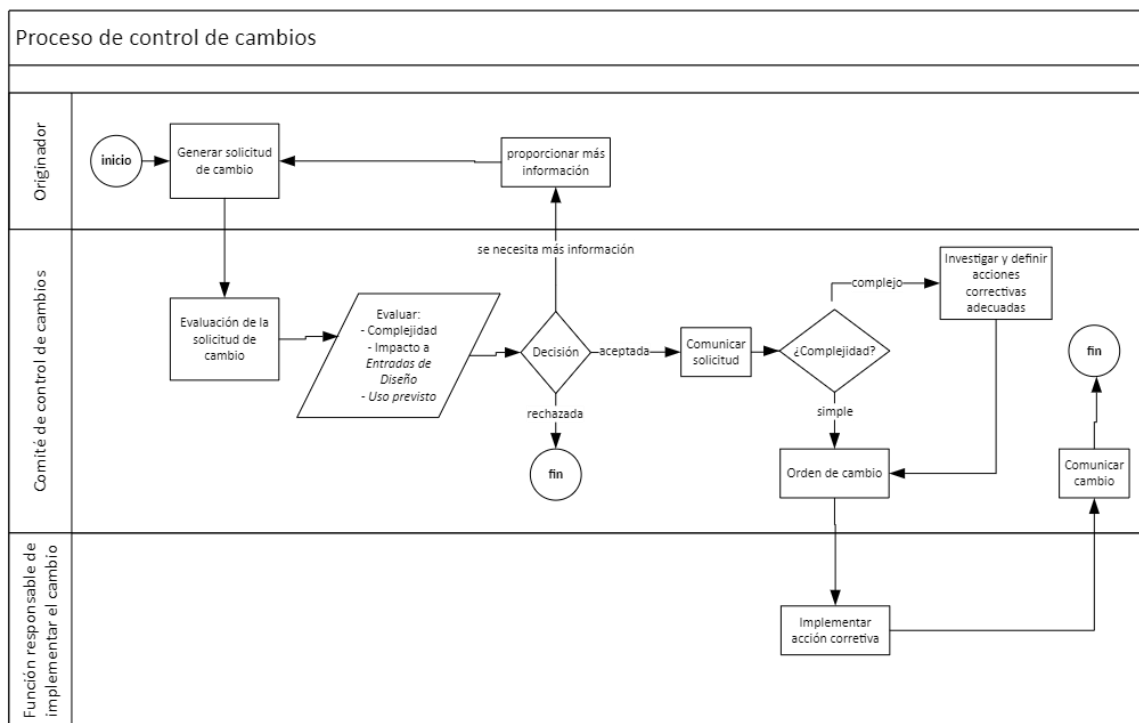 Proceso de control de cambios
Originador
inicio
Generar solicitud
de cambio
proporcionar más
información
Comité de control de cambios
se necesita más información
Evaluación de la
solicitud de
cambio
Evaluar:
- Complejidad
- Impacto a
Entradas de
Diseño
- Uso previsto
Decisión
aceptada
rechazada
fin
Comunicar
solicitud
¿Complejidad?
complejo
simple
Investigar y definir
acciones
correctivas
adecuadas
Orden de cambio
fin
Comunicar
cambio
Función responsable de
implementar el cambio
Implementar
acción corretiva